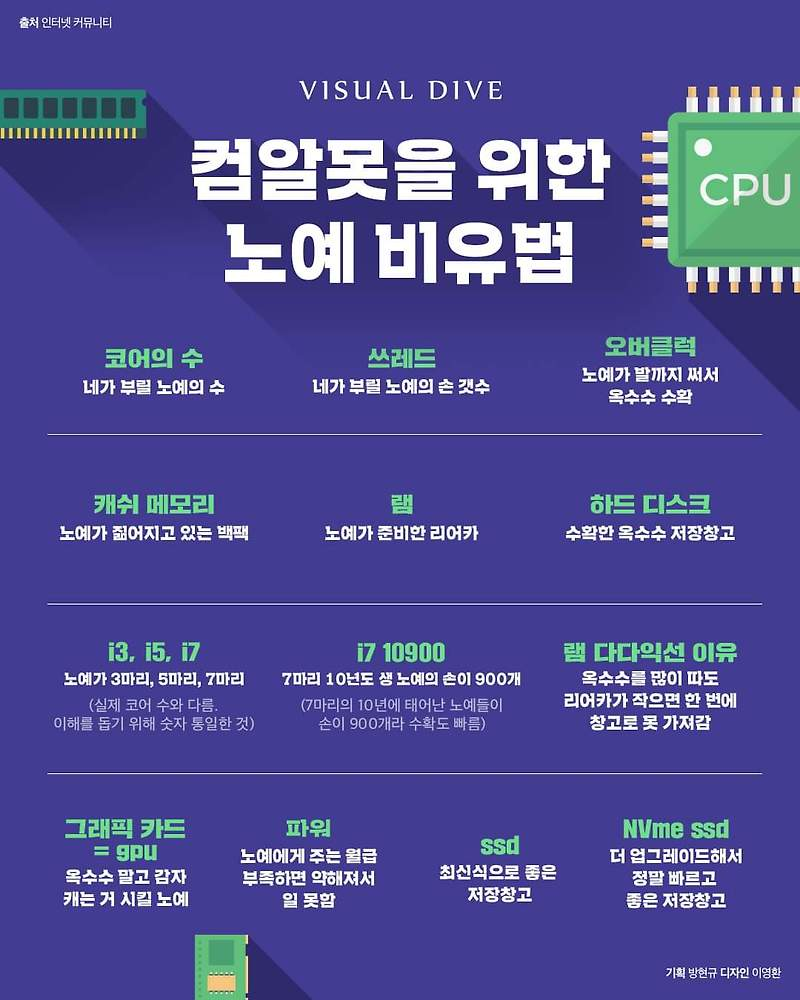 출처 인터넷 커뮤니티
VISUAL DIVE
컴알못을 위한
노예 비유법
CPU
코어의 수
네가 부릴 노예의 수
쓰레드
네가 부릴 노예의 손 갯수
오버클럭
노예가 발까지 써서
옥수수 수확
캐쉬 메모리
노예가 짊어지고 있는 백팩
램
노예가 준비한 리어카
하드 디스크
수확한 옥수수 저장창고
i3, i5, i7
노예가 3마리, 5마리, 7마리
(실제 코어 수와 다름.
이해를 돕기 위해 숫자 통일한 것)
i7 10900
7마리 10년도 생 노예의 손이 900개
(7마리의 10년에 태어난 노예들이
손이 900개라 수확도 빠름)
램 다다익선 이유
옥수수를 많이 따도
리어카가 작으면 한 번에
창고로 못 가져감
그래픽 카드
= gpu
옥수수 말고 감자
캐는 거 시킬 노예
파워
노예에게 주는 월급
부족하면 약해져서
일 못함
ssd
최신식으로 좋은
저장창고
NVme ssd
더 업그레이드해서
정말 빠르고
좋은 저장창고
기획 방현규 디자인 이영환